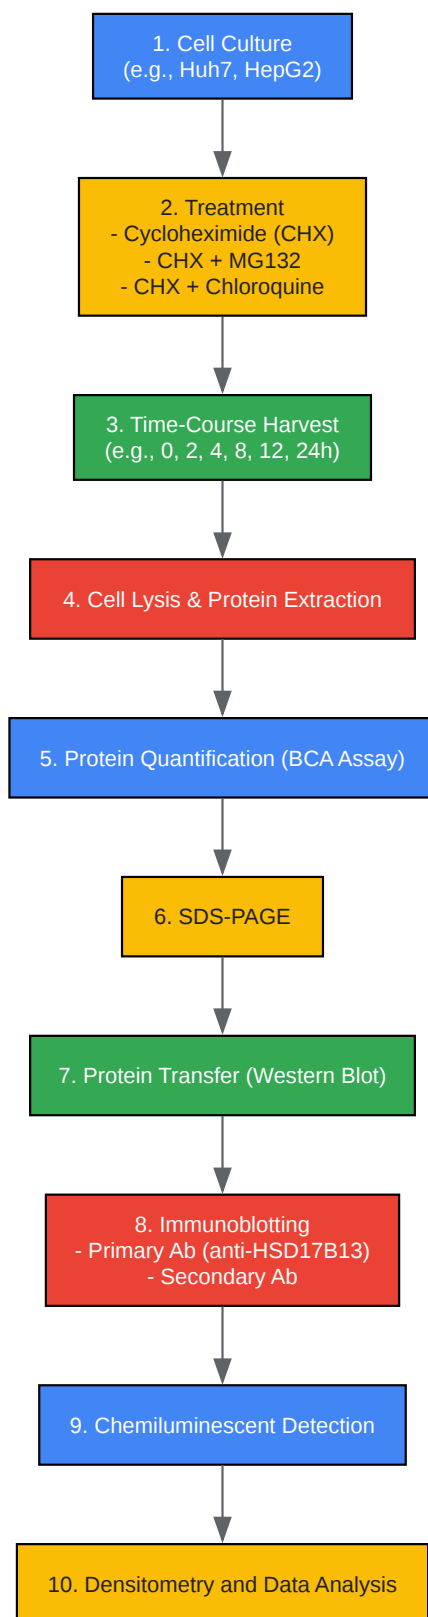 1. Cell Culture
(e.g., Huh7, HepG2)
2. Treatment
- Cycloheximide (CHX)
- CHX + MG132
- CHX + Chloroquine
3. Time-Course Harvest
(e.g., 0, 2, 4, 8, 12, 24h)
4. Cell Lysis & Protein Extraction
5. Protein Quantification (BCA Assay)
6. SDS-PAGE
7. Protein Transfer (Western Blot)
8. Immunoblotting
- Primary Ab (anti-HSD17B13)
- Secondary Ab
9. Chemiluminescent Detection
10. Densitometry and Data Analysis